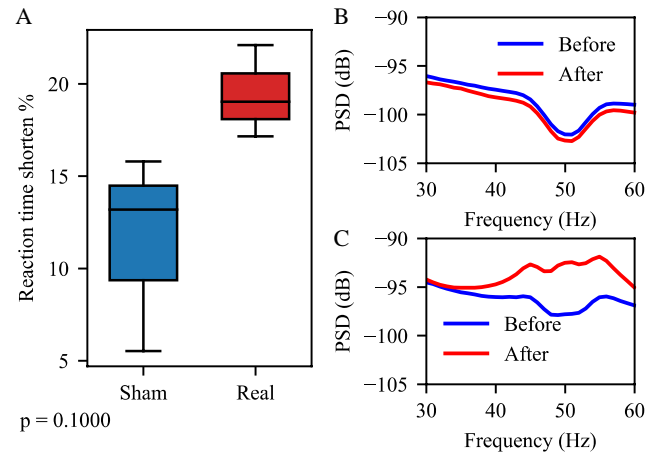 A
Reaction time shorten %
20
15
10
5
Sham
Real
p = 0.1000
B
PSD (dB)
−90
−95
−100
−105
Before
After
30
40
50
60
Frequency (Hz)
C
PSD (dB)
−90
−95
−100
−105
Before
After
30
40
50
60
Frequency (Hz)